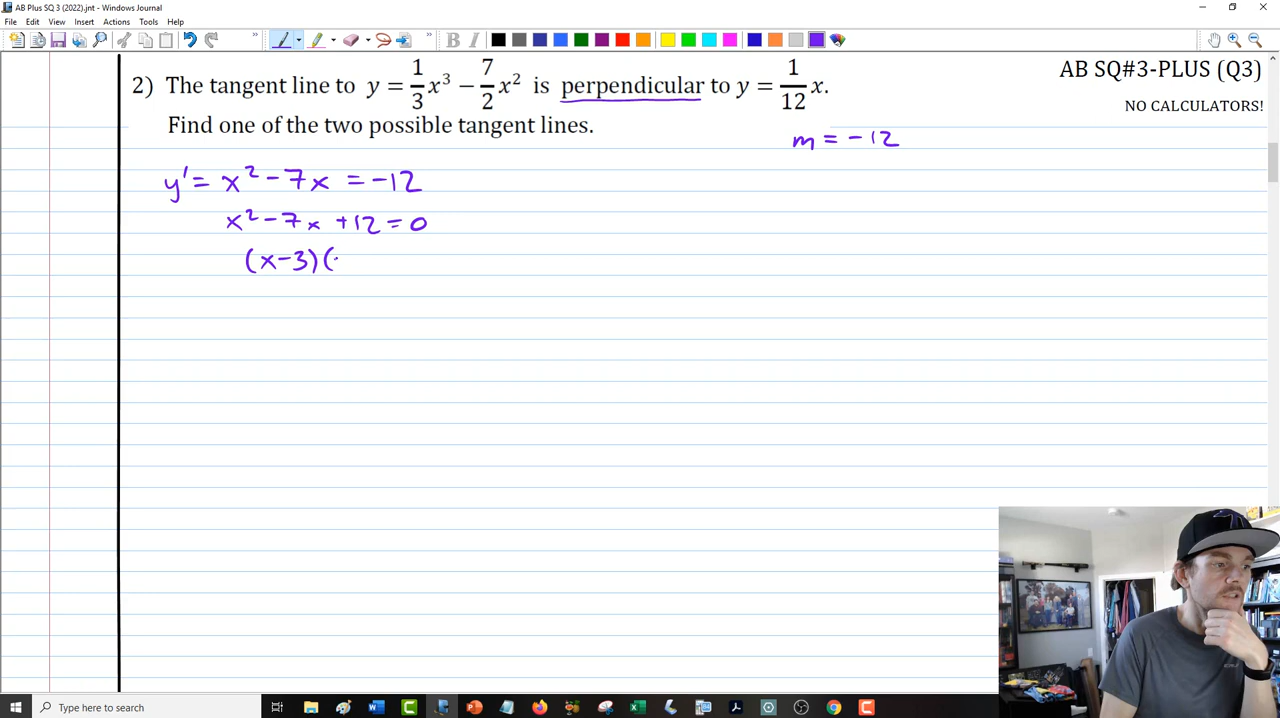 AB Plus SQ 3 (2022).jnt - Windows Journal
File Edit View Insert Actions Tools Help
B I
AB SQ#3-PLUS (Q3)
NO CALCULATORS!
2) The tangent line to y = 1/3 x³ − 7/2 x² is perpendicular to y = 1/12 x.
Find one of the two possible tangent lines.
m = -12
y' = x² - 7x = -12
x² - 7x + 12 = 0
(x-3)(
Type here to search